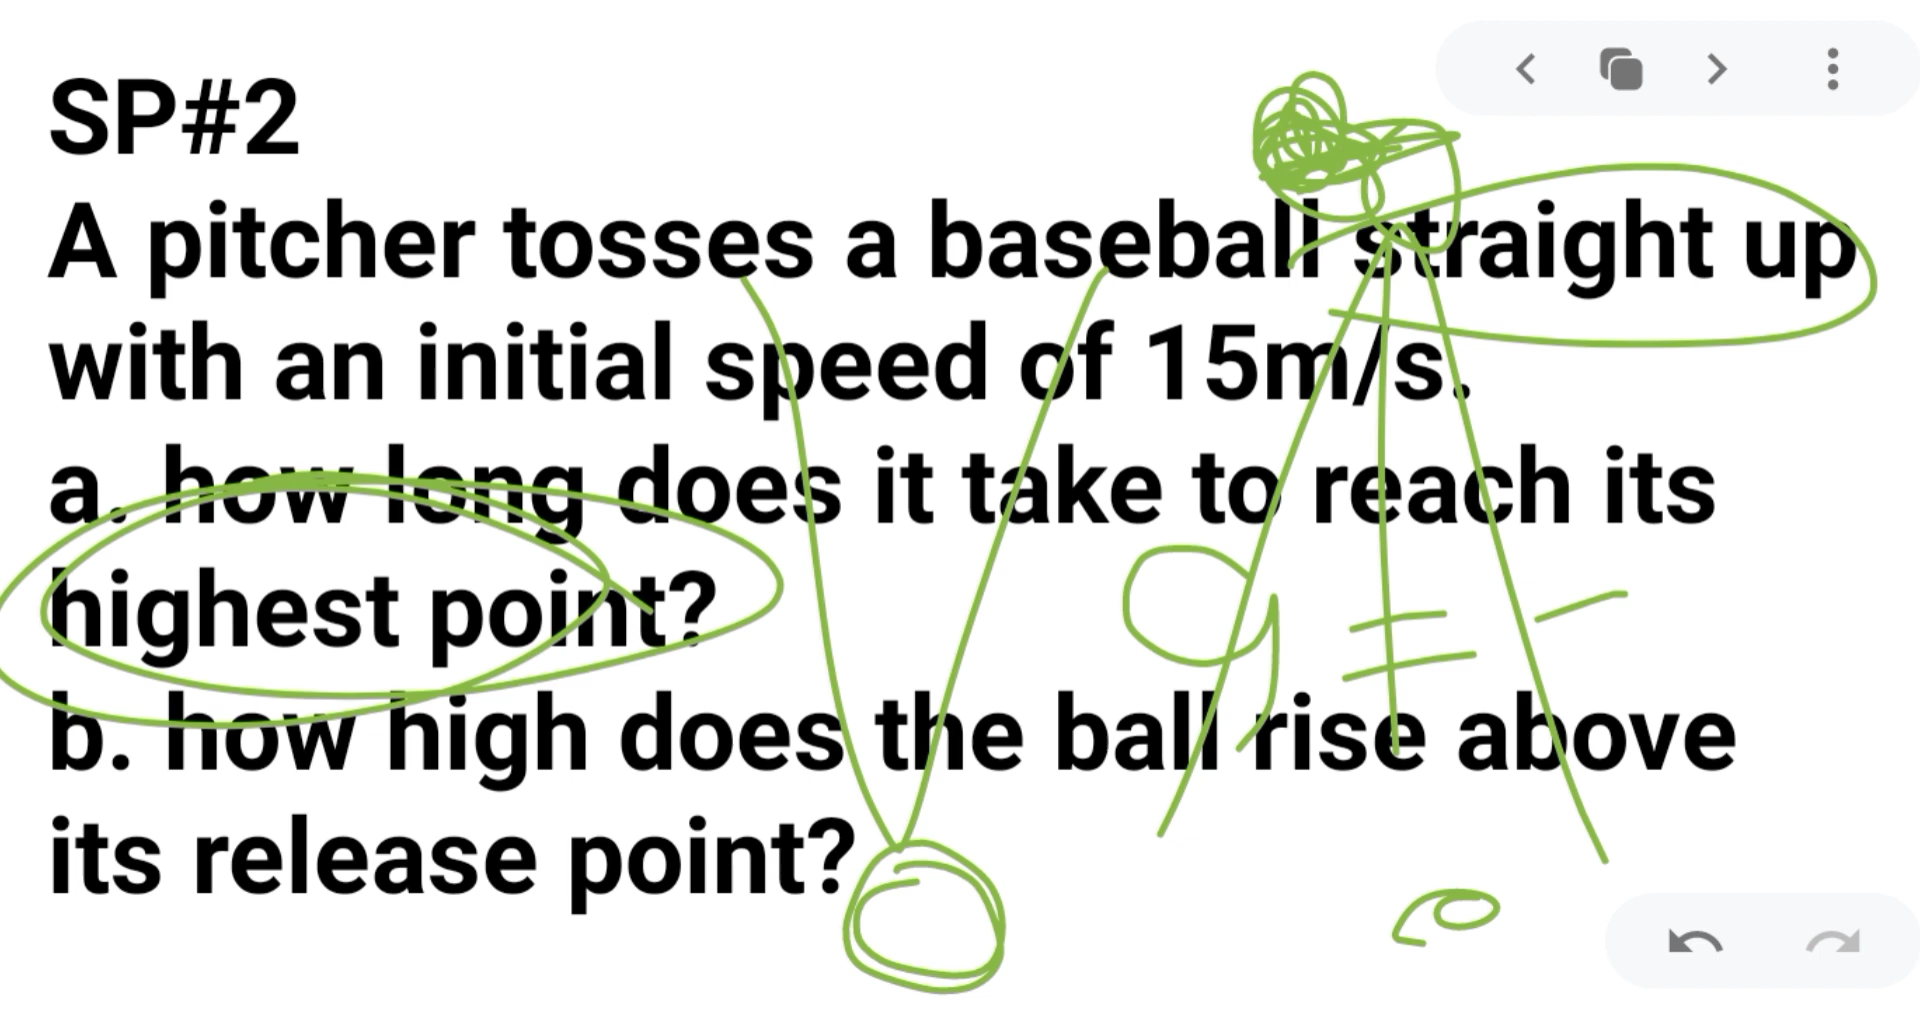 SP#2
A pitcher tosses a baseball straight up
with an initial speed of 15m/s.
a. how long does it take to reach its
highest point?
b. how high does the ball rise above
its release point?